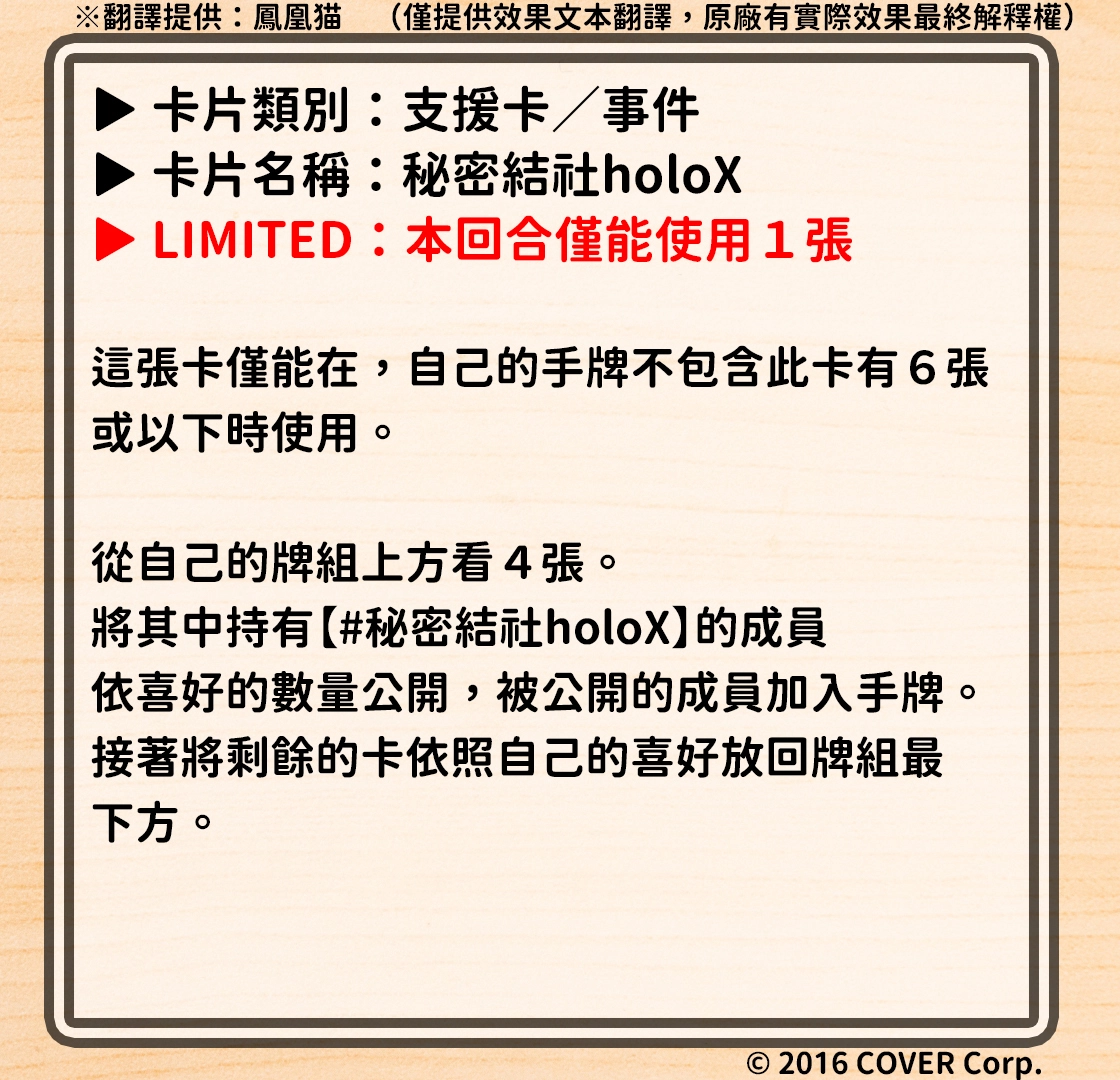 ※翻譯提供：鳳凰猫　（僅提供效果文本翻譯，原廠有實際效果最終解釋權）
▶ 卡片類別：支援卡／事件
▶ 卡片名稱：秘密結社holoX
▶ LIMITED：本回合僅能使用１張
這張卡僅能在，自己的手牌不包含此卡有６張
或以下時使用。
從自己的牌組上方看４張。
將其中持有【#秘密結社holoX】的成員
依喜好的數量公開，被公開的成員加入手牌。
接著將剩餘的卡依照自己的喜好放回牌組最
下方。
© 2016 COVER Corp.